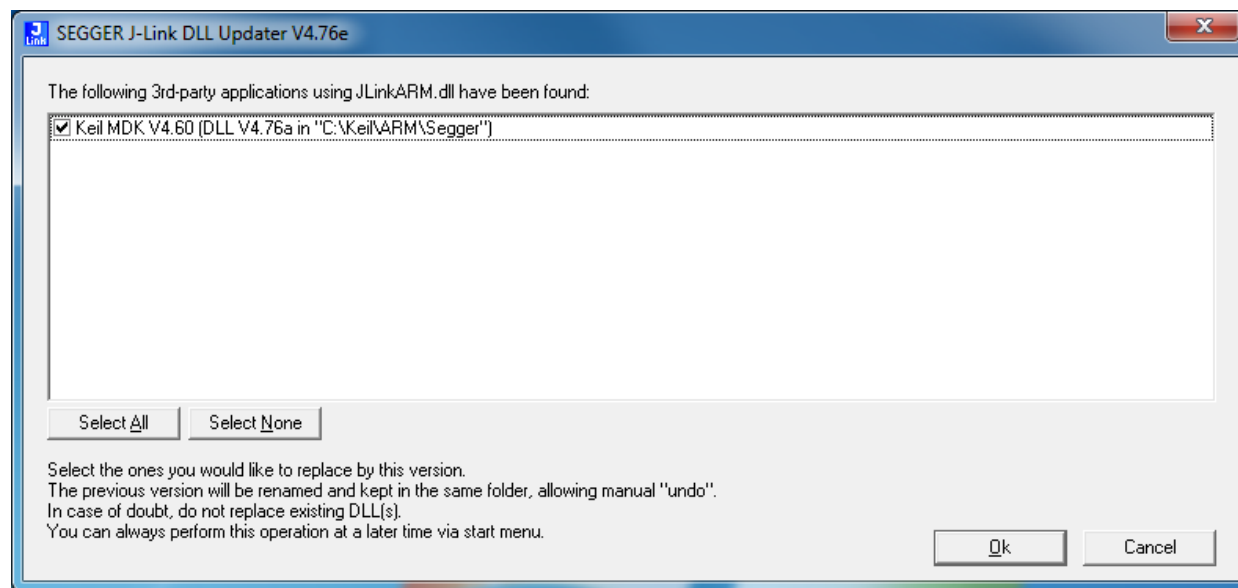 J
Link
SEGGER J-Link DLL Updater V4.76e
The following 3rd-party applications using JLinkARM.dll have been found:
Keil MDK V4.60 (DLL V4.76a in "C:\Keil\ARM\Segger")
Select All
Select None
Select the ones you would like to replace by this version.
The previous version will be renamed and kept in the same folder, allowing manual "undo".
In case of doubt, do not replace existing DLL(s).
You can always perform this operation at a later time via start menu.
Ok
Cancel